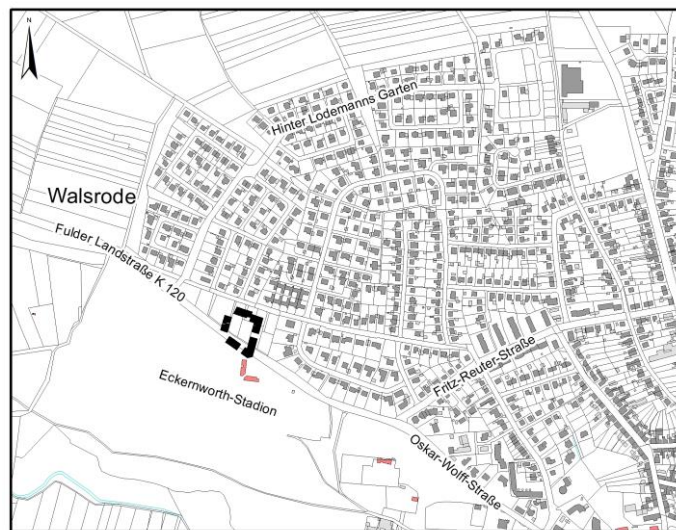 N
Hinter Lodemanns Garten
Walsrode
Fulder Landstraße K 120
Fritz-Reuter-Straße
Eckernworth-Stadion
Oskar-Wolff-Straße